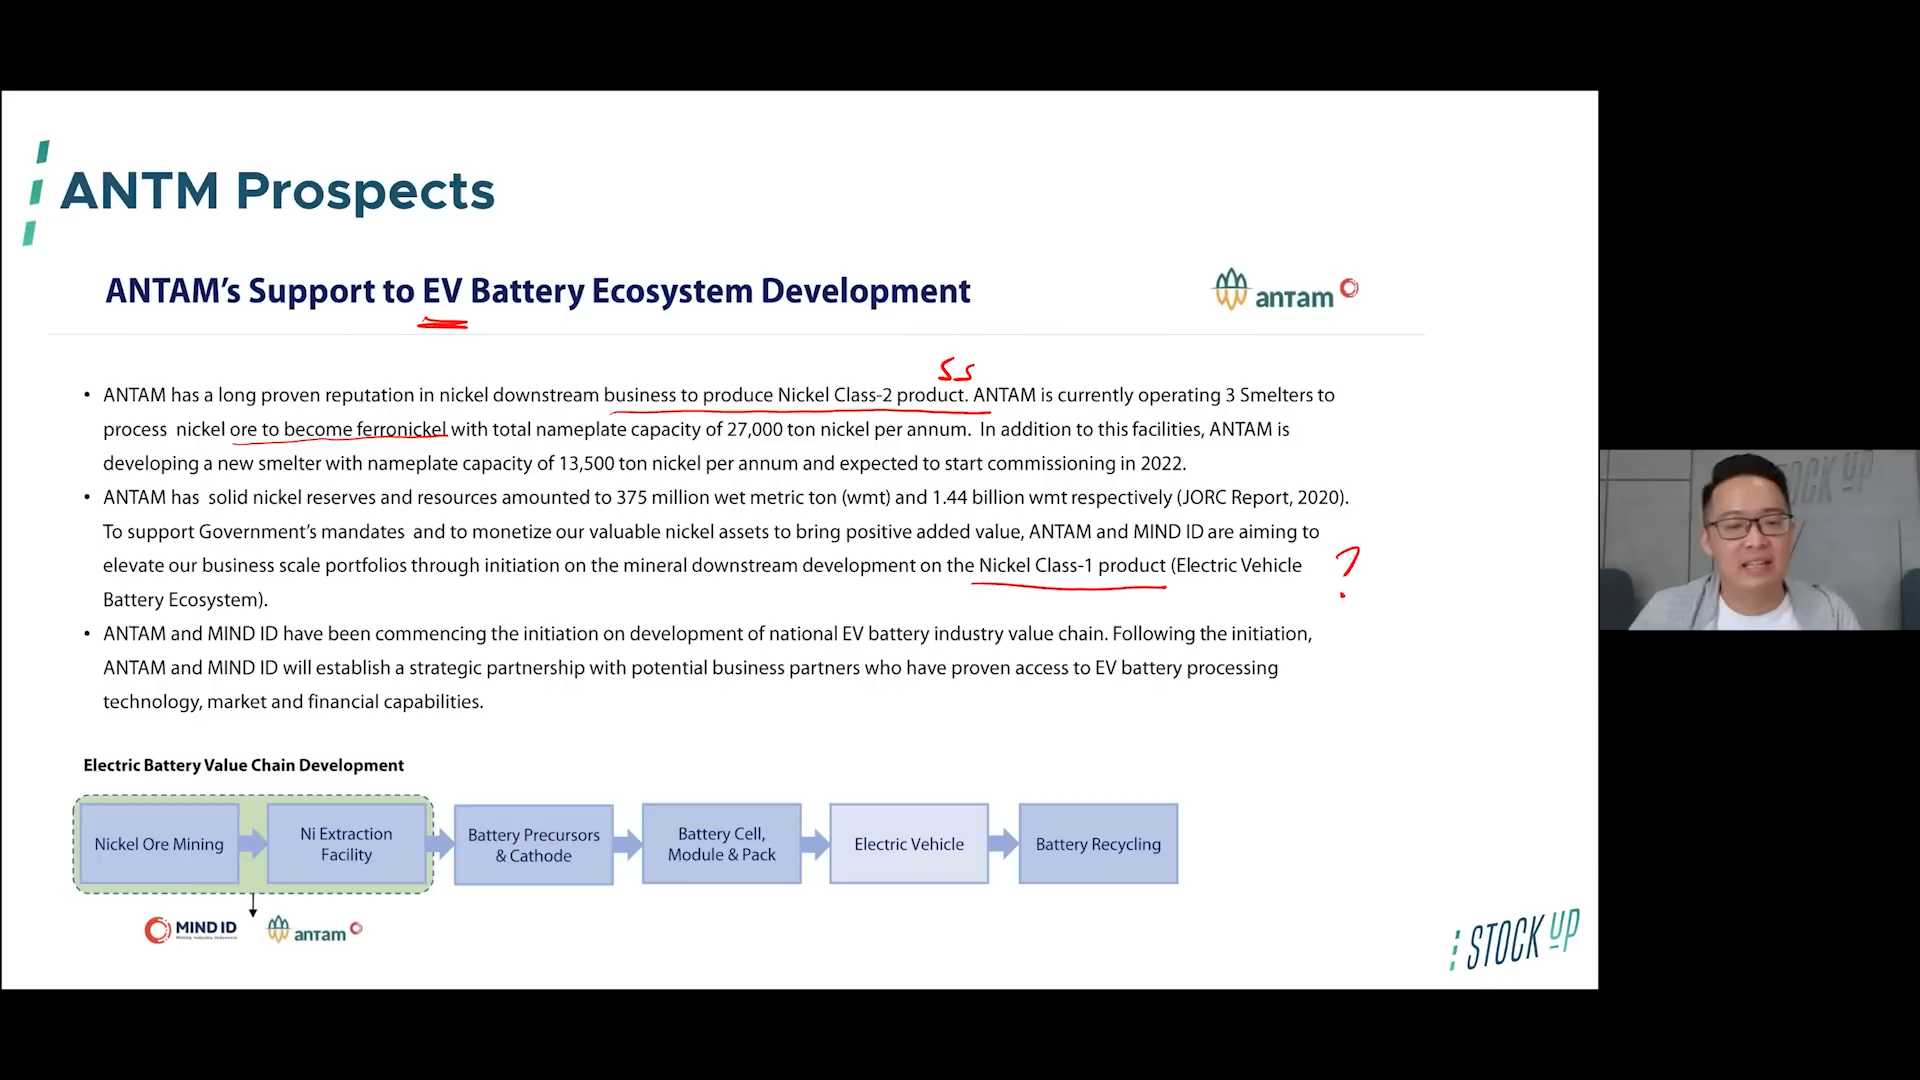 ANTM Prospects
ANTAM's Support to EV Battery Ecosystem Development
antam
SS
• ANTAM has a long proven reputation in nickel downstream business to produce Nickel Class-2 product. ANTAM is currently operating 3 Smelters to
process nickel ore to become ferronickel with total nameplate capacity of 27,000 ton nickel per annum. In addition to this facilities, ANTAM is
developing a new smelter with nameplate capacity of 13,500 ton nickel per annum and expected to start commissioning in 2022.
• ANTAM has solid nickel reserves and resources amounted to 375 million wet metric ton (wmt) and 1.44 billion wmt respectively (JORC Report, 2020).
To support Government's mandates and to monetize our valuable nickel assets to bring positive added value, ANTAM and MIND ID are aiming to
elevate our business scale portfolios through initiation on the mineral downstream development on the Nickel Class-1 product (Electric Vehicle
?
Battery Ecosystem).
• ANTAM and MIND ID have been commencing the initiation on development of national EV battery industry value chain. Following the initiation,
ANTAM and MIND ID will establish a strategic partnership with potential business partners who have proven access to EV battery processing
technology, market and financial capabilities.
Electric Battery Value Chain Development
Nickel Ore Mining
Ni Extraction
Facility
Battery Precursors
& Cathode
Battery Cell,
Module & Pack
Electric Vehicle
Battery Recycling
MIND ID
Mining Industry Indonesia
antam
STOCK UP
STOCK UP